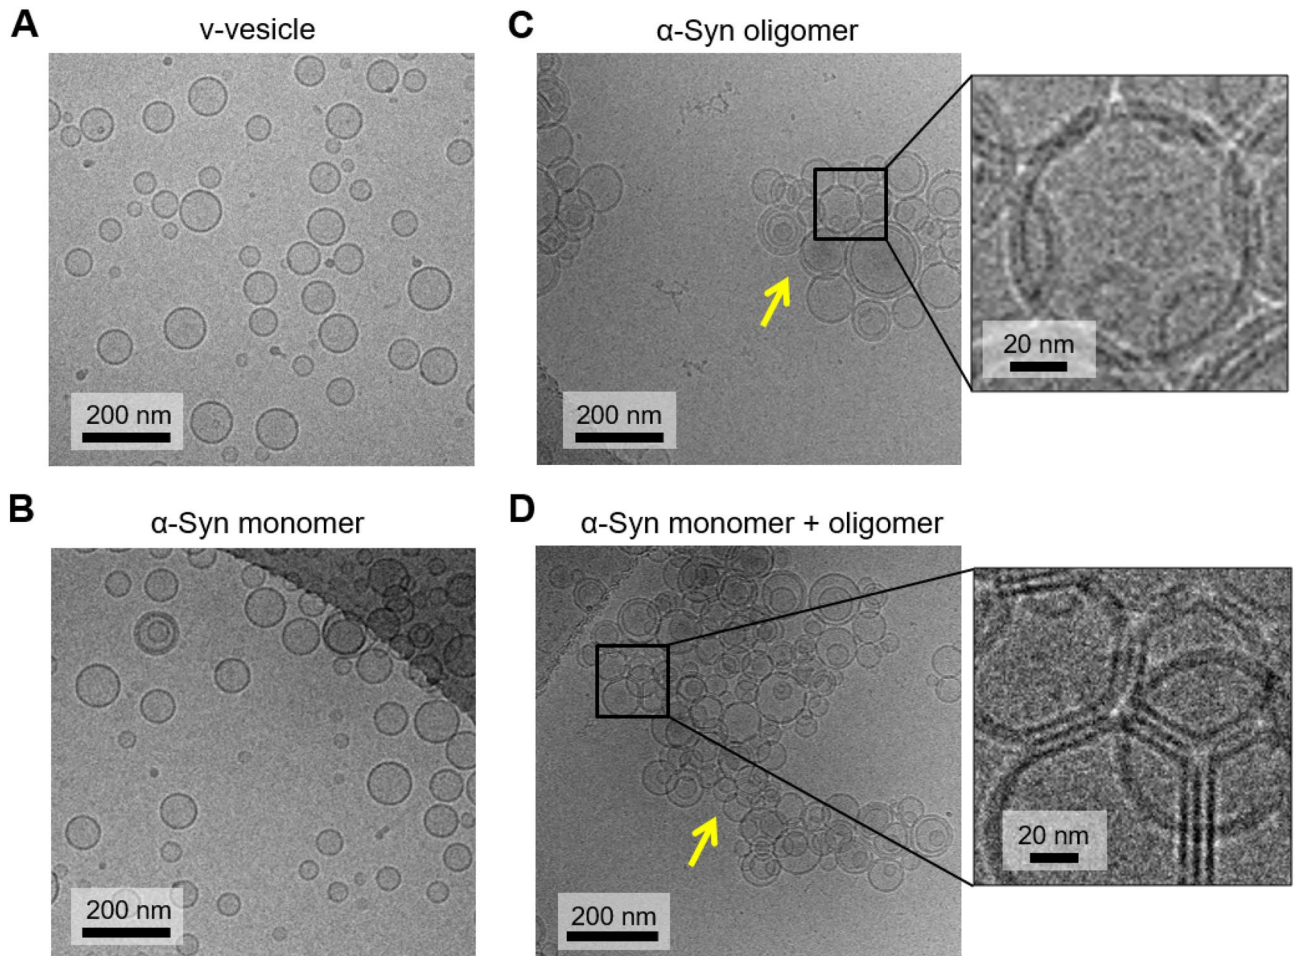 A
v-vesicle
200 nm
B
α-Syn monomer
200 nm
C
α-Syn oligomer
200 nm
20 nm
D
α-Syn monomer + oligomer
200 nm
20 nm